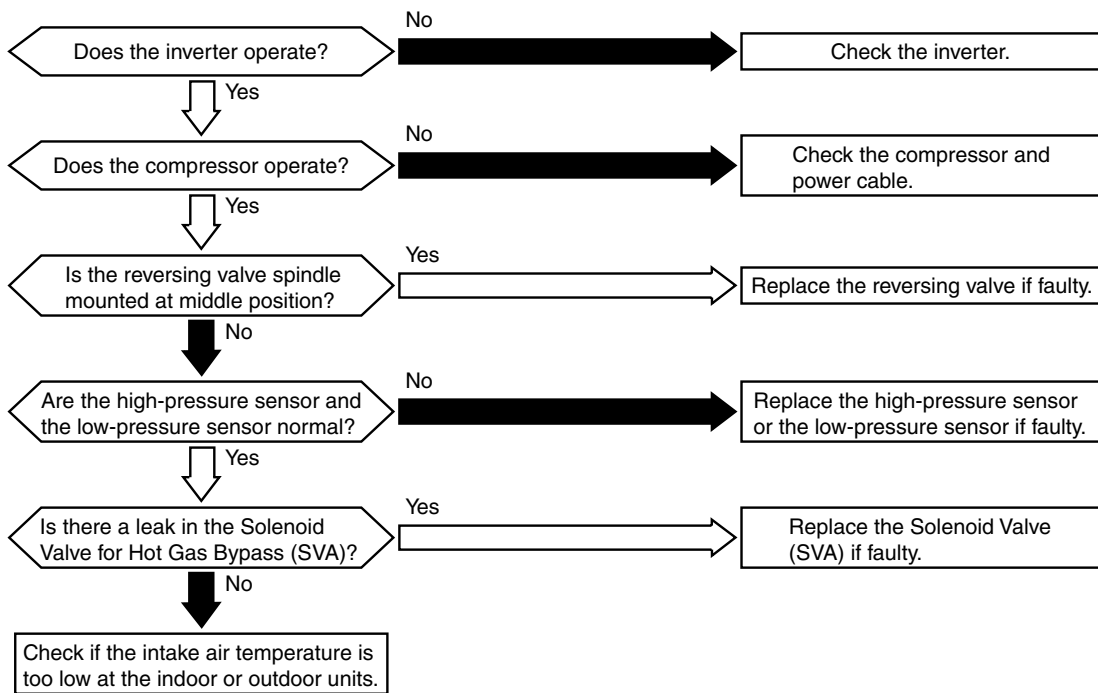 No
Does the inverter operate?
Check the inverter.
Yes
No
Does the compressor operate?
Check the compressor and
power cable.
Yes
Yes
Is the reversing valve spindle
mounted at middle position?
Replace the reversing valve if faulty.
No
No
Are the high-pressure sensor and
the low-pressure sensor normal?
Replace the high-pressure sensor
or the low-pressure sensor if faulty.
Yes
Yes
Is there a leak in the Solenoid
Valve for Hot Gas Bypass (SVA)?
Replace the Solenoid Valve
(SVA) if faulty.
No
Check if the intake air temperature is
too low at the indoor or outdoor units.